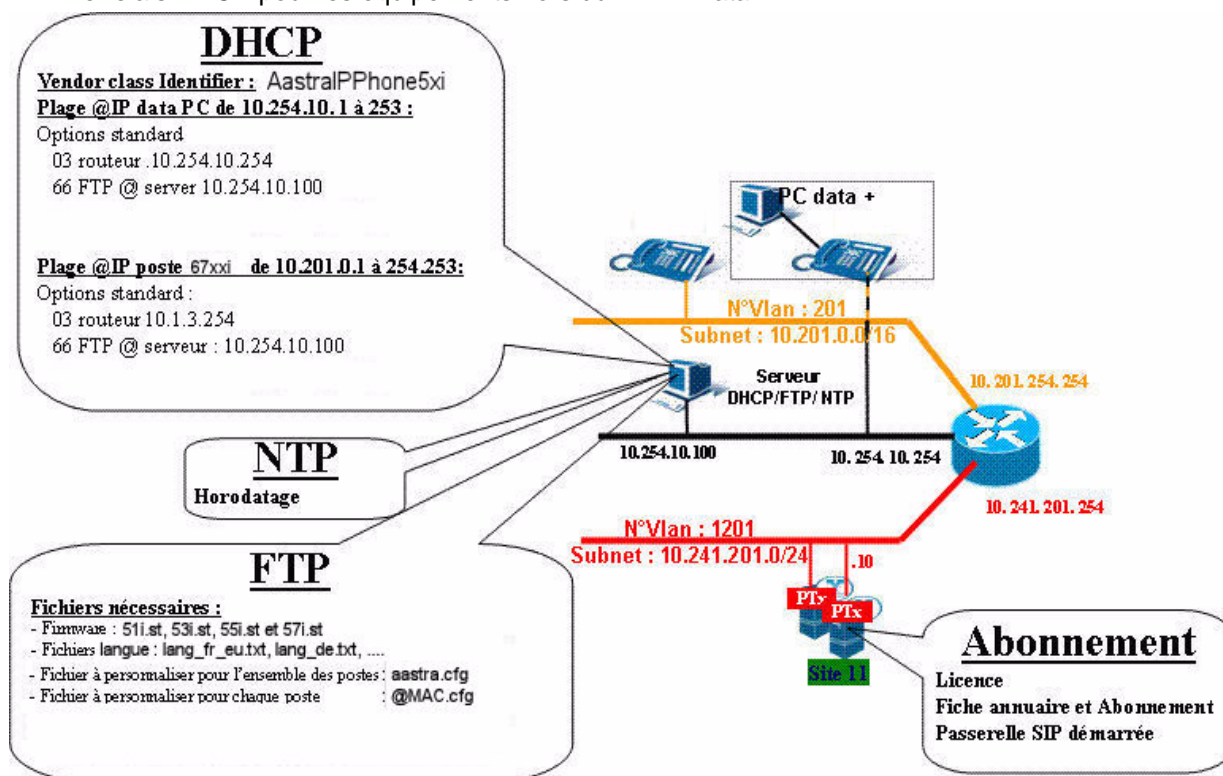 DHCP
Vendor class Identifier : AastraIPPhone5xi
Plage @IP data PC de 10.254.10.1 à 253 :
Options standard
03 routeur .10.254.10.254
66 FTP @ server 10.254.10.100
Plage @IP poste 67xxi de 10.201.0.1 à 254.253:
Options standard :
03 routeur 10.1.3.254
66 FTP @ serveur : 10.254.10.100
PC data +
N°Vlan : 201
Subnet : 10.201.0.0/16
Serveur
DHCP/FTP/ NTP
10. 201.254.254
10.254.10.100
10. 254. 10. 254
10. 241. 201. 254
NTP
Horodatage
N°Vlan : 1201
Subnet : 10.241.201.0/24
.10
PTy
PTx
Site 11
FTP
Fichiers nécessaires :
- Firmware : 51i.st, 53i.st, 55i.st et 57i.st
- Fichiers langue : lang_fr_eu.txt, lang_de.txt, ....
- Fichier à personnaliser pour l'ensemble des postes : aastra.cfg
- Fichier à personnaliser pour chaque poste : @MAC.cfg
Abonnement
Licence
Fiche annuaire et Abonnement
Passerelle SIP démarrée